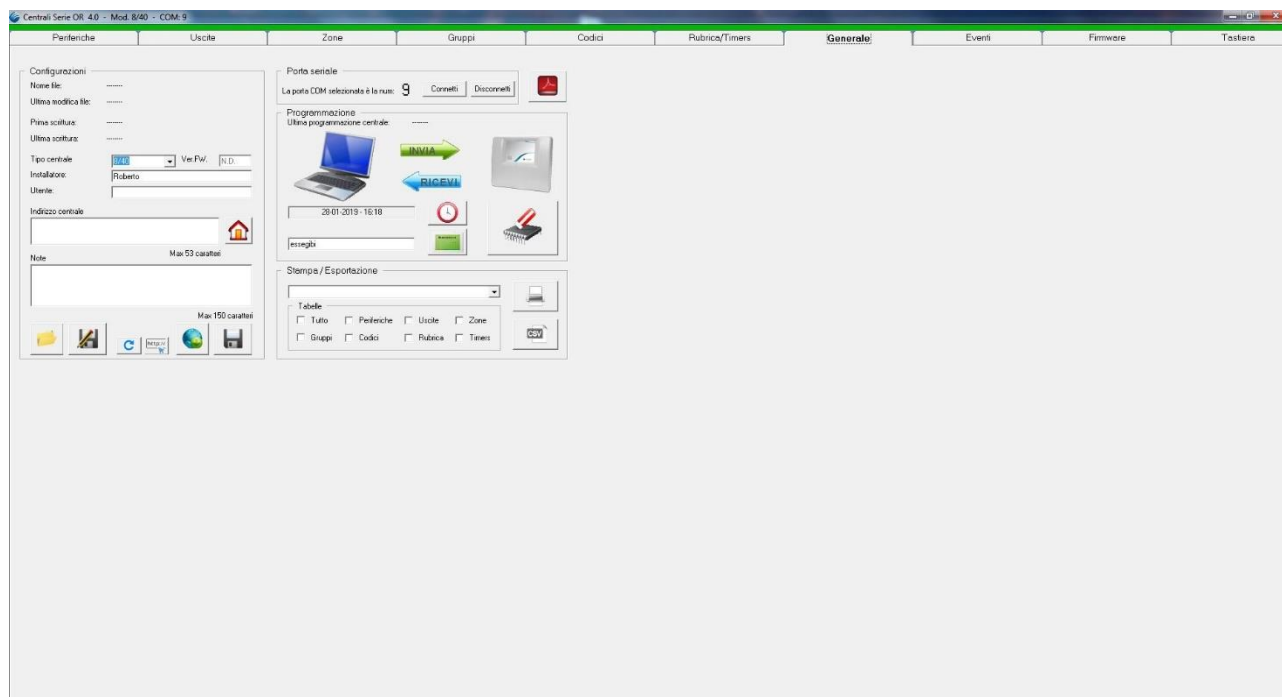 Centrali Serie OR 4.0 - Mod. 8/40 - COM: 9
Periferiche Uscite Zone Gruppi Codici Rubrica/Timers Generale Eventi Firmware Tastiera
Configurazioni
Nome file: -------
Ultima modifica file: -------
Prima scrittura: -------
Ultima scrittura: -------
Tipo centrale 8/40 Ver.FW. N.D.
Installatore: Roberto
Utente:
Indirizzo centrale
Max 53 caratteri
Note
Max 150 caratteri
Porta seriale
La porta COM selezionata è la num: 9 Connetti Disconnetti
Programmazione
Ultima programmazione centrale: -------
INVIA
RICEVI
28-01-2019 - 16:18
essegibi
Stampa / Esportazione
Tabelle
Tutto Periferiche Uscite Zone
Gruppi Codici Rubrica Timers
CSV